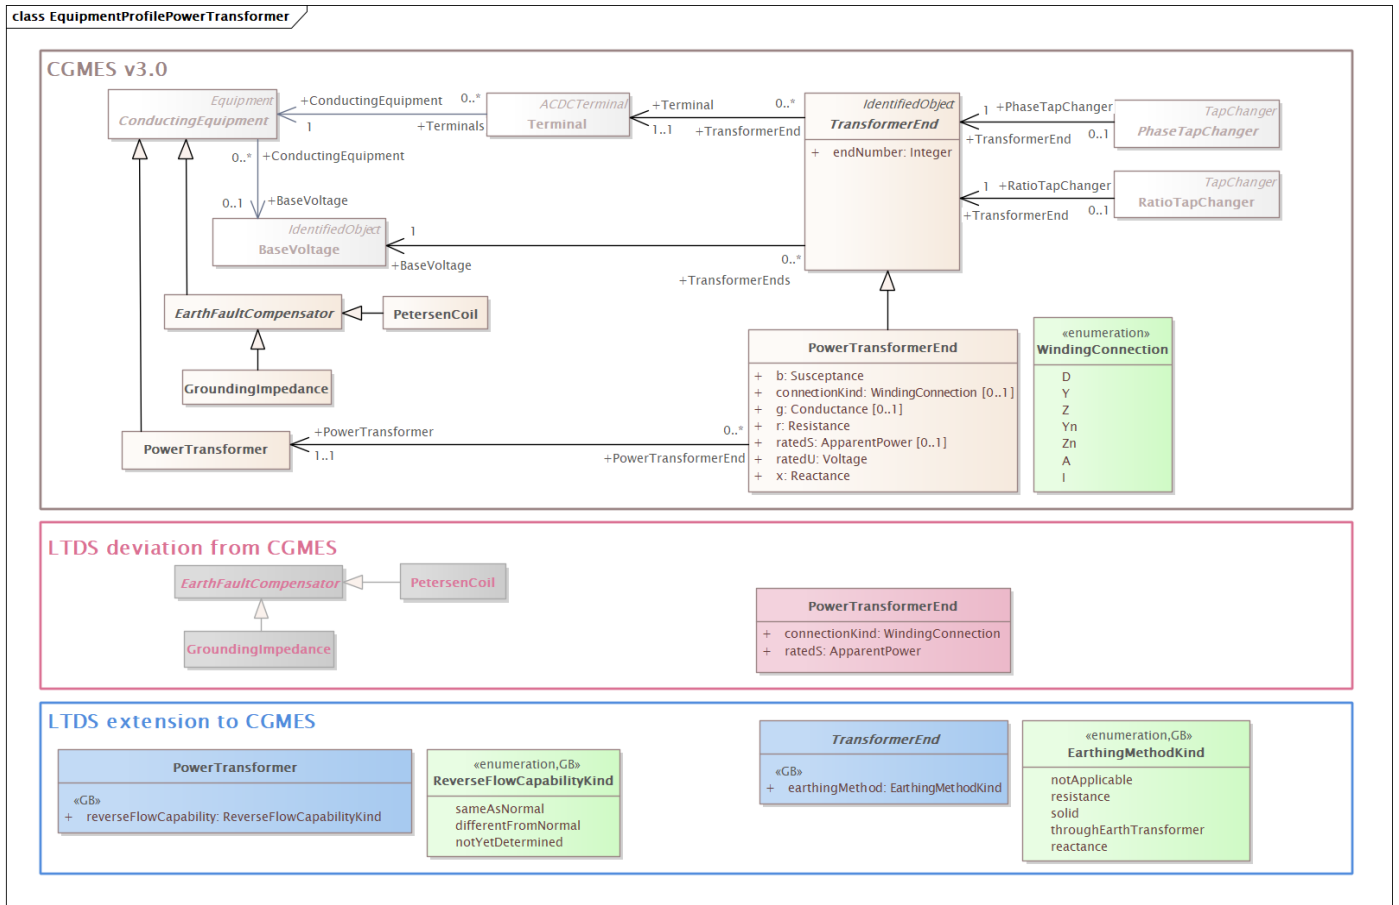 class EquipmentProfilePowerTransformer
CGMES v3.0
Equipment
ConductingEquipment
+ConductingEquipment
0..*
1
+Terminals
ACDCTerminal
Terminal
+Terminal
0..*
1..1
+TransformerEnd
IdentifiedObject
TransformerEnd
+ endNumber: Integer
1
+PhaseTapChanger
+TransformerEnd
0..1
TapChanger
PhaseTapChanger
1
+RatioTapChanger
+TransformerEnd
0..1
TapChanger
RatioTapChanger
0..*
+ConductingEquipment
0..1
+BaseVoltage
IdentifiedObject
BaseVoltage
1
+BaseVoltage
0..*
+TransformerEnds
EarthFaultCompensator
PetersenCoil
GroundingImpedance
PowerTransformer
+PowerTransformer
1..1
0..*
+PowerTransformerEnd
PowerTransformerEnd
+ b: Susceptance
+ connectionKind: WindingConnection [0..1]
+ g: Conductance [0..1]
+ r: Resistance
+ ratedS: ApparentPower [0..1]
+ ratedU: Voltage
+ x: Reactance
«enumeration»
WindingConnection
D
Y
Z
Yn
Zn
A
I
LTDS deviation from CGMES
EarthFaultCompensator
PetersenCoil
GroundingImpedance
PowerTransformerEnd
+ connectionKind: WindingConnection
+ ratedS: ApparentPower
LTDS extension to CGMES
PowerTransformer
«GB»
+ reverseFlowCapability: ReverseFlowCapabilityKind
«enumeration,GB»
ReverseFlowCapabilityKind
sameAsNormal
differentFromNormal
notYetDetermined
TransformerEnd
«GB»
+ earthingMethod: EarthingMethodKind
«enumeration,GB»
EarthingMethodKind
notApplicable
resistance
solid
throughEarthTransformer
reactance